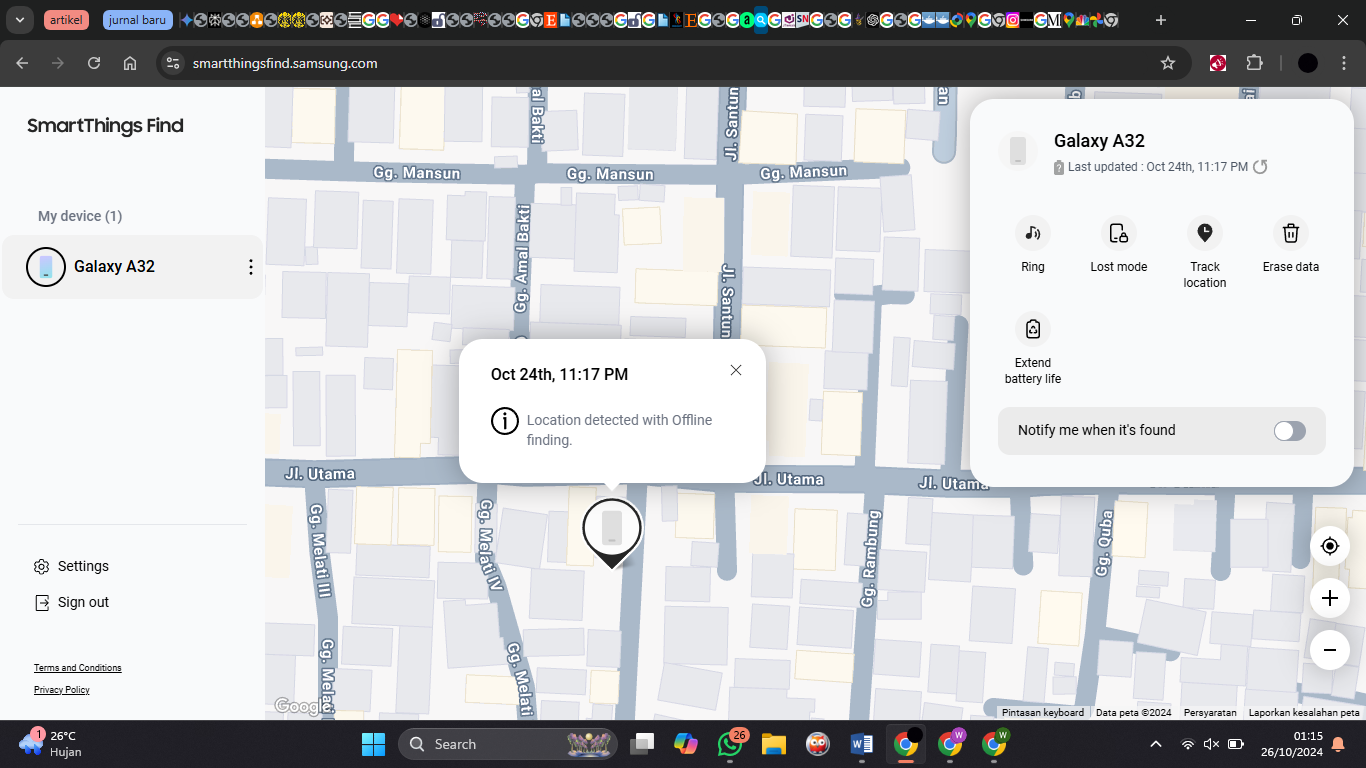 artikel
jurnal baru
smartthingsfind.samsung.com
SmartThings Find
My device (1)
Galaxy A32
Settings
Sign out
Terms and Conditions
Privacy Policy
Gg. Mansun
Gg. Mansun
Gg. Mansun
al Bakti
Jl. Santun
an
Gg. Amal Bakti
Jl. Santun
Oct 24th, 11:17 PM
Location detected with Offline
finding.
Jl. Utama
Jl. Utama
Jl. Utama
Gg. Melati III
Gg. Melati IV
Gg. Rambung
Gg. Quba
Gg. Melati
Gg. Melati
Google
Galaxy A32
Last updated : Oct 24th, 11:17 PM
Ring
Lost mode
Track
location
Erase data
Extend
battery life
Notify me when it's found
Pintasan keyboard
Data peta ©2024
Persyaratan
Laporkan kesalahan peta
1
26°C
Hujan
Search
26
W
W
W
01:15
26/10/2024